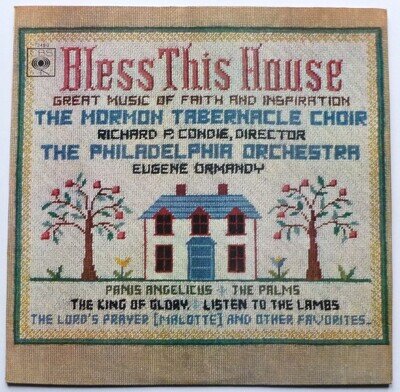 CBS
Bless This House
GREAT MUSIC OF FAITH AND INSPIRATION
THE MORMON TABERNACLE CHOIR
RICHARD P. CONDIE, DIRECTOR
THE PHILADELPHIA ORCHESTRA
EUGENE ORMANDY
PANIS ANGELICUS THE PALMS
THE KING OF GLORY LISTEN TO THE LAMBS
THE LORD'S PRAYER [MALOTTE] AND OTHER FAVORITES...